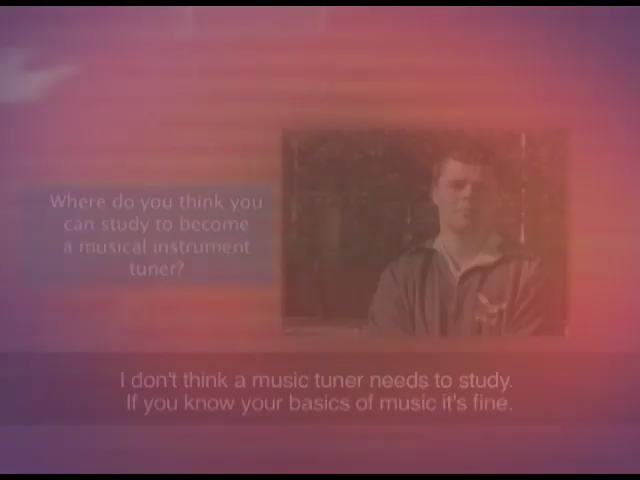 Where do you think you
can study to become
a musical instrument
tuner?
I don't think a music tuner needs to study.
If you know your basics of music it's fine.